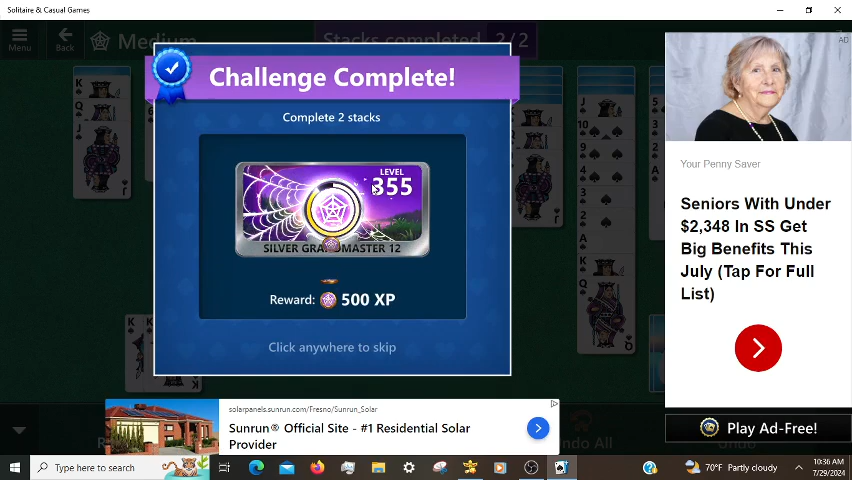 Solitaire & Casual Games
Menu
Back
Medium
Stacks completed 2/2
Challenge Complete!
Complete 2 stacks
LEVEL
355
SILVER GRANDMASTER 12
Reward: 500 XP
Click anywhere to skip
AD
Your Penny Saver
Seniors With Under
$2,348 In SS Get
Big Benefits This
July (Tap For Full
List)
Play Ad-Free!
solarpanels.sunrun.com/Fresno/Sunrun_Solar
Sunrun® Official Site - #1 Residential Solar
Provider
Undo All
Undo
Type here to search
70°F Partly cloudy
10:36 AM
7/29/2024